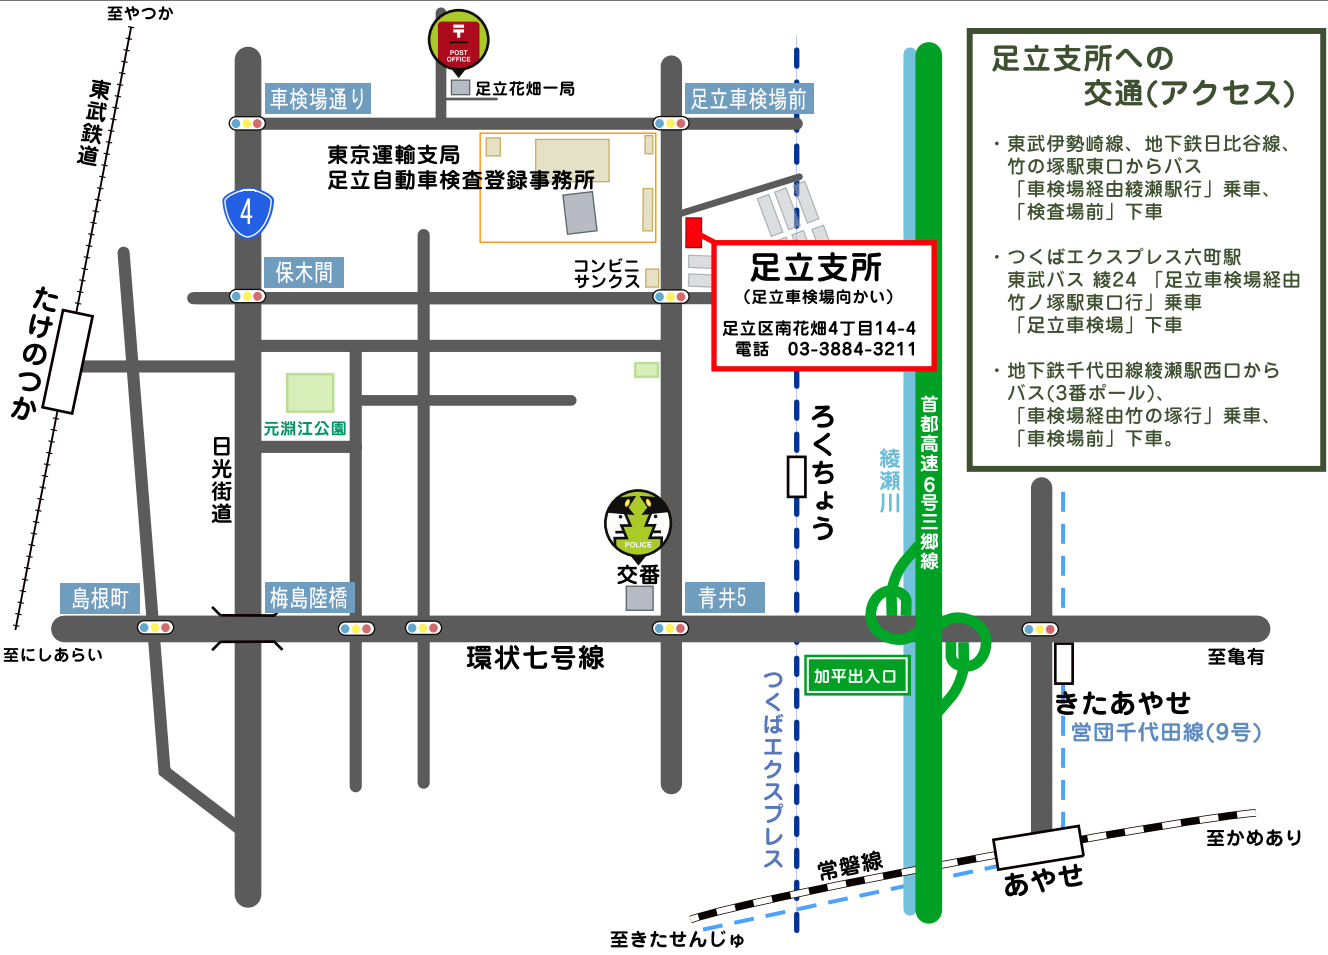 至やつか
東武鉄道
車検場通り
〒
POST
OFFICE
足立花畑一局
足立車検場前
東京運輸支局
足立自動車検査登録事務所
4
保木間
コンビニ
サンクス
足立支所
(足立車検場向かい)
足立区南花畑4丁目14-4
電話 03-3884-3211
足立支所への
交通(アクセス)
・東武伊勢崎線、地下鉄日比谷線、
竹の塚駅東口からバス
「車検場経由綾瀬駅行」乗車、
「検査場前」下車
・つくばエクスプレス六町駅
東武バス 綾24 「足立車検場経由
竹ノ塚駅東口行」乗車
「足立車検場」下車
・地下鉄千代田線綾瀬駅西口から
バス(3番ポール)、
「車検場経由竹の塚行」乗車、
「車検場前」下車。
たけのつか
元淵江公園
日光街道
ろくちょう
綾瀬川
首都高速6号三郷線
POLICE
交番
島根町
梅島陸橋
青井5
至にしあらい
環状七号線
加平出入口
至亀有
きたあやせ
営団千代田線(9号)
つくばエクスプレス
常磐線
あやせ
至かめあり
至きたせんじゅ